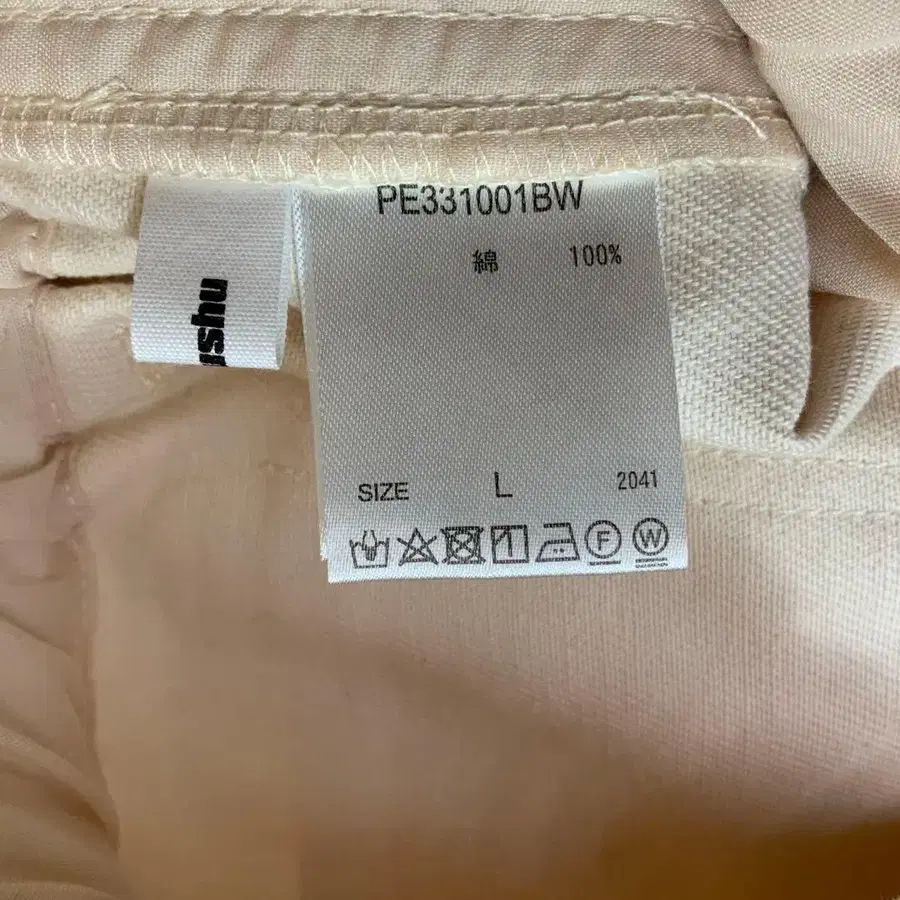 PE331001BW
綿 100%
ushu
SIZE L 2041
F W